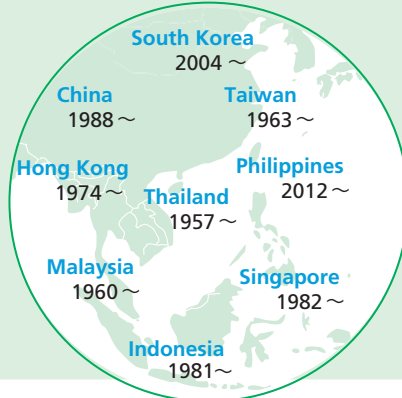 South Korea
2004～
China
1988～
Taiwan
1963～
Hong Kong
1974～
Philippines
2012～
Thailand
1957～
Malaysia
1960～
Singapore
1982～
Indonesia
1981～